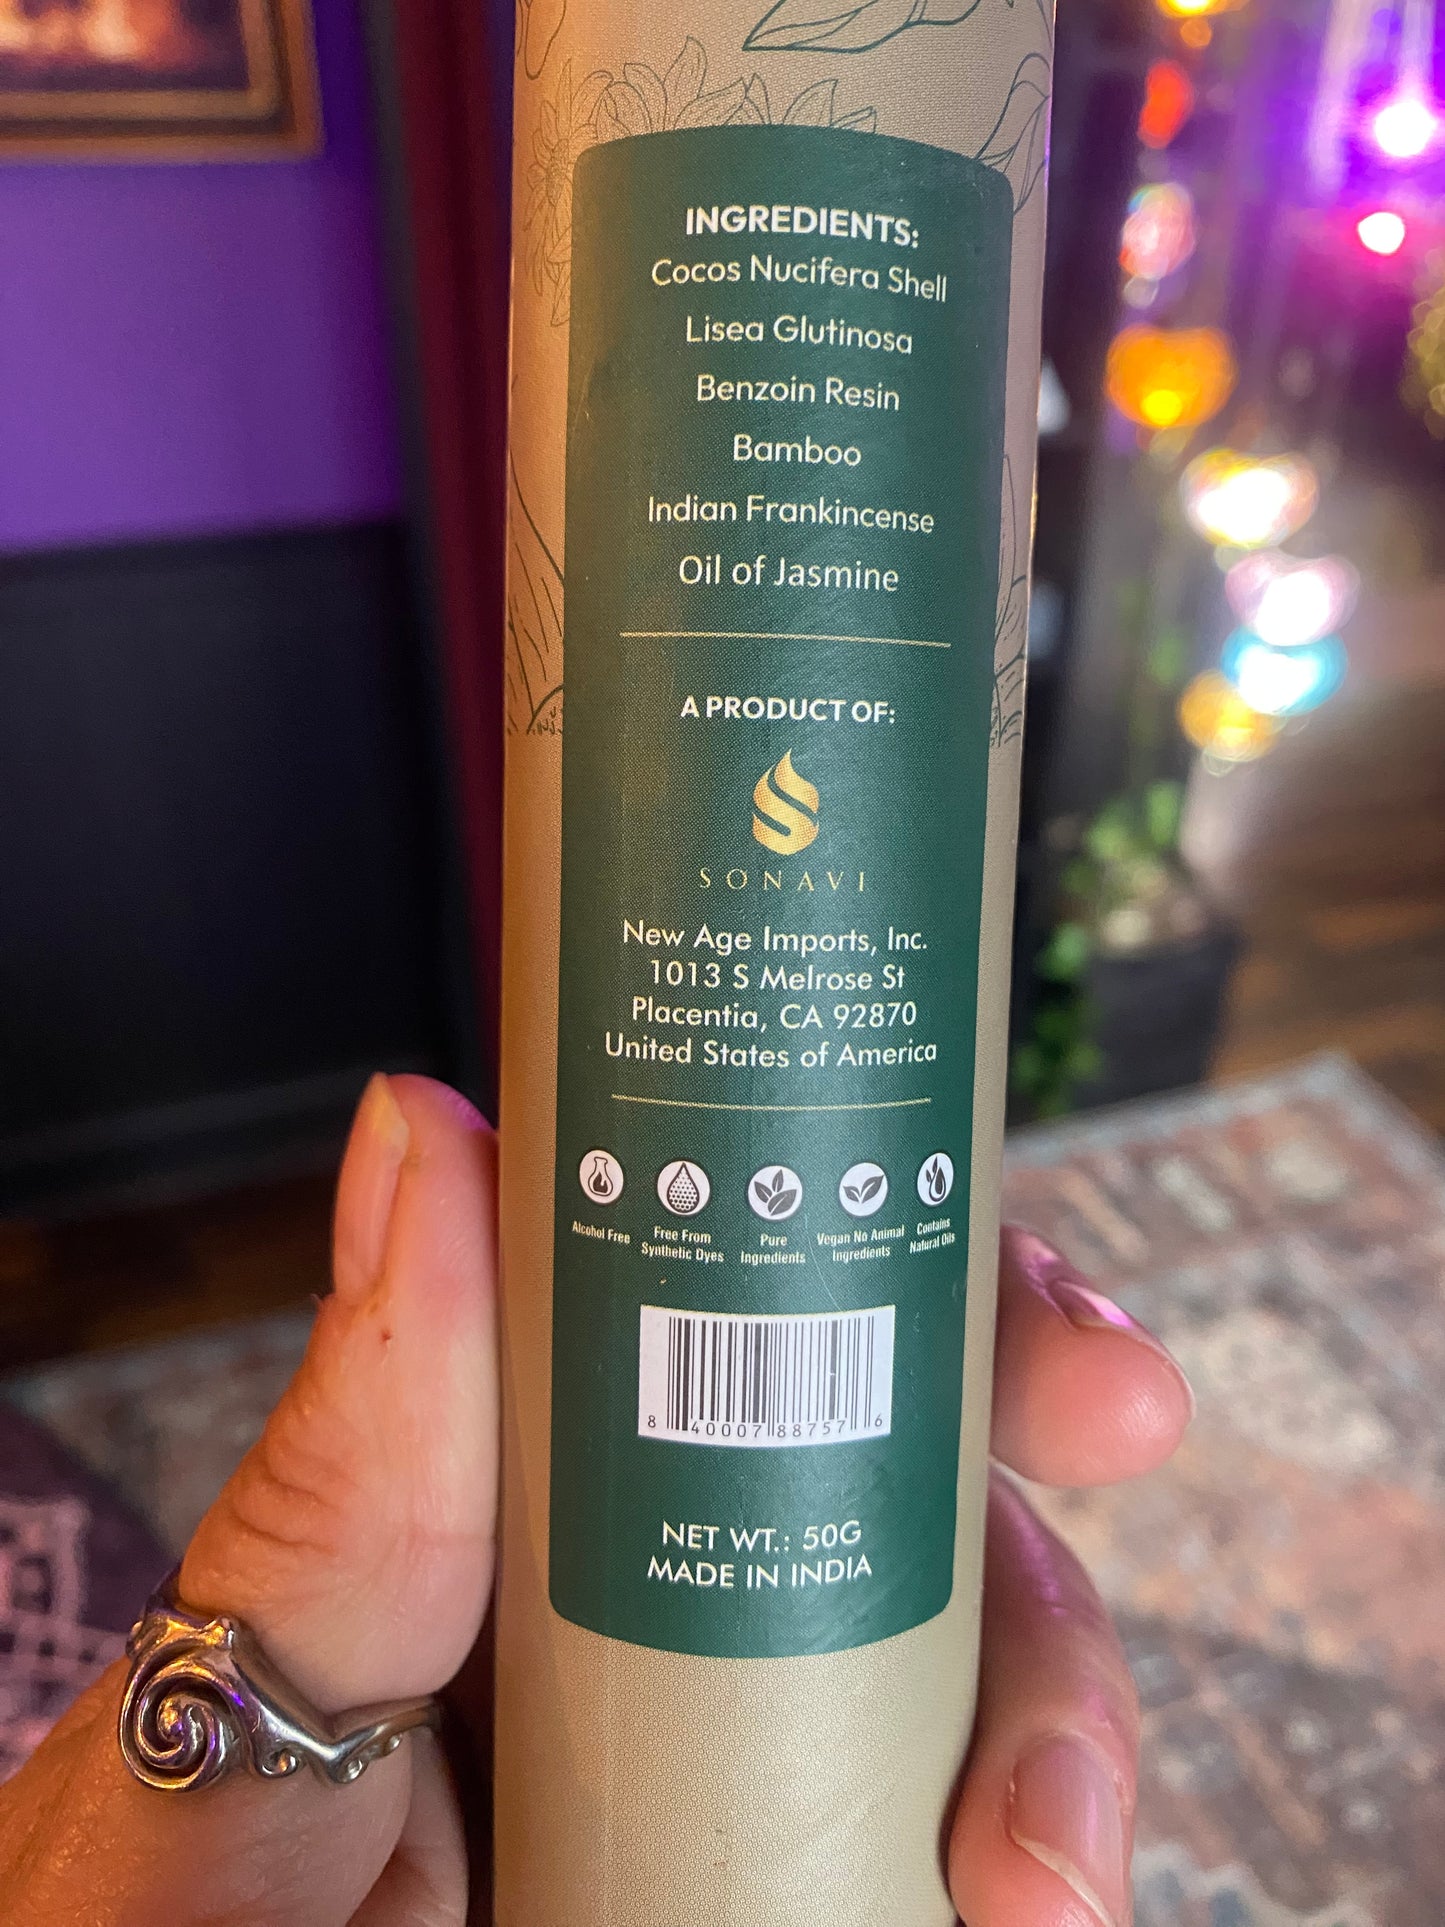 INGREDIENTS:
Cocos Nucifera Shell
Lisea Glutinosa
Benzoin Resin
Bamboo
Indian Frankincense
Oil of Jasmine
A PRODUCT OF:
SONAVI
New Age Imports, Inc.
1013 S Melrose St
Placentia, CA 92870
United States of America
Alcohol Free
Free From
Synthetic Dyes
Pure
Ingredients
Vegan No Animal
Ingredients
Contains
Natural Oils
8 40007 88757 6
NET WT.: 50G
MADE IN INDIA